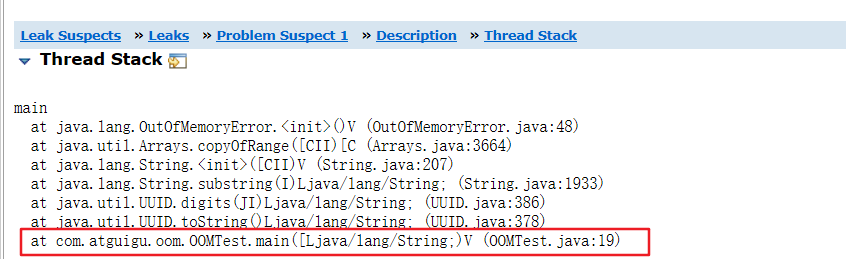 Leak Suspects » Leaks » Problem Suspect 1 » Description » Thread Stack
Thread Stack
main
at java.lang.OutOfMemoryError.<init>()V (OutOfMemoryError.java:48)
at java.util.Arrays.copyOfRange([CII)[C (Arrays.java:3664)
at java.lang.String.<init>([CII)V (String.java:207)
at java.lang.String.substring(I)Ljava/lang/String; (String.java:1933)
at java.util.UUID.digits(JI)Ljava/lang/String; (UUID.java:386)
at java.util.UUID.toString()Ljava/lang/String; (UUID.java:378)
at com.atguigu.oom.OOMTest.main([Ljava/lang/String;)V (OOMTest.java:19)